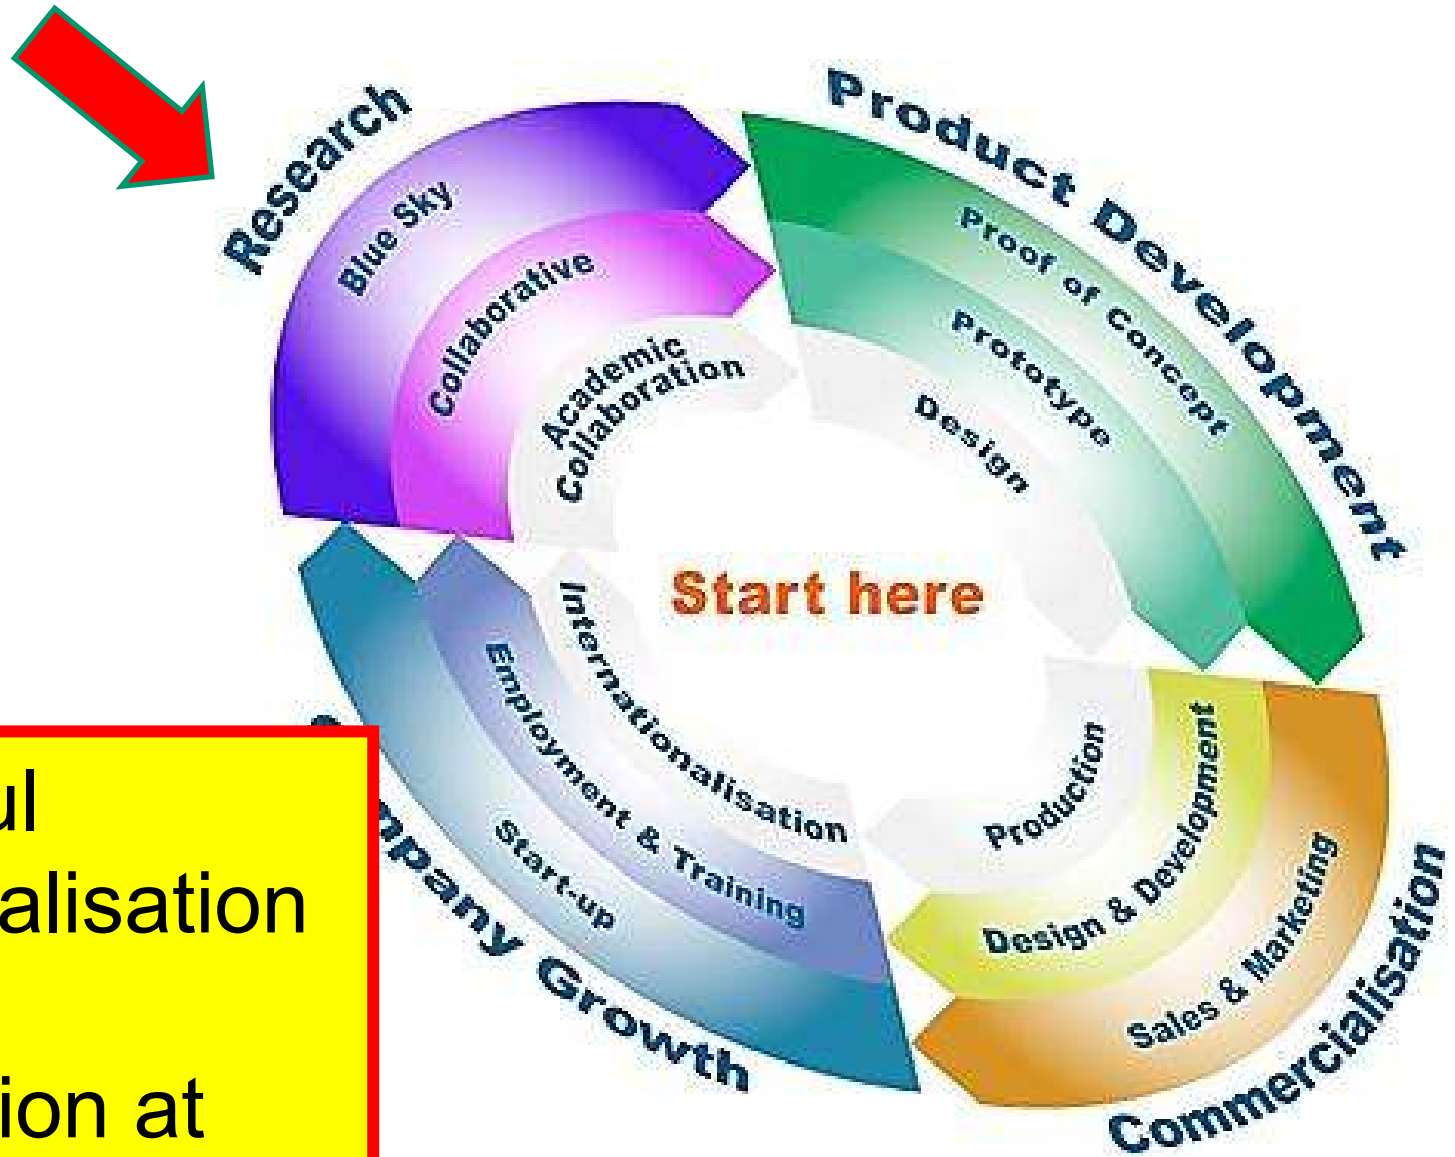 Research
Blue Sky
Collaborative
Academic
Collaboration
Product Development
Proof of Concept
Prototype
Design
Start here
Internationalisation
Employment & Training
Start-up
mpany Growth
Production
Design & Development
Sales & Marketing
Commercialisation
ul
alisation
ion at